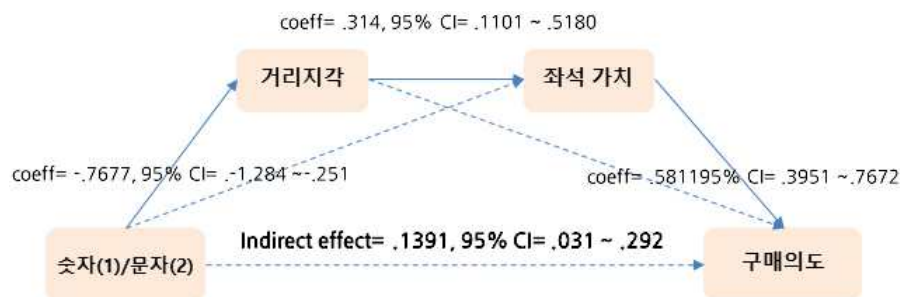 coeff= .314, 95% CI= .1101 ~ .5180
거리지각
좌석 가치
coeff= -.7677, 95% CI= .-1.284 ~-.251
coeff= .581195% CI= .3951 ~.7672
Indirect effect= .1391, 95% CI= .031 ~ .292
숫자(1)/문자(2)
구매의도